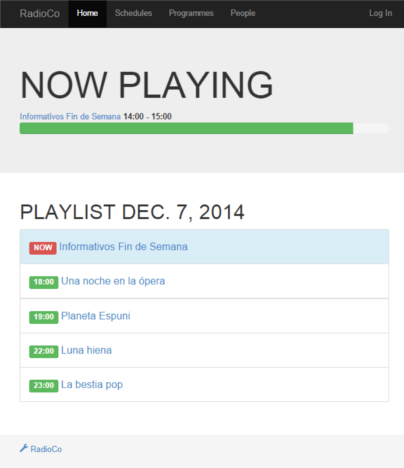 RadioCo Home Schedules Programmes People Log In
NOW PLAYING
Informativos Fin de Semana 14:00 - 15:00
PLAYLIST DEC. 7, 2014
NOW Informativos Fin de Semana
18:00 Una noche en la ópera
19:00 Planeta Espuni
22:00 Luna hiena
23:00 La bestia pop
RadioCo